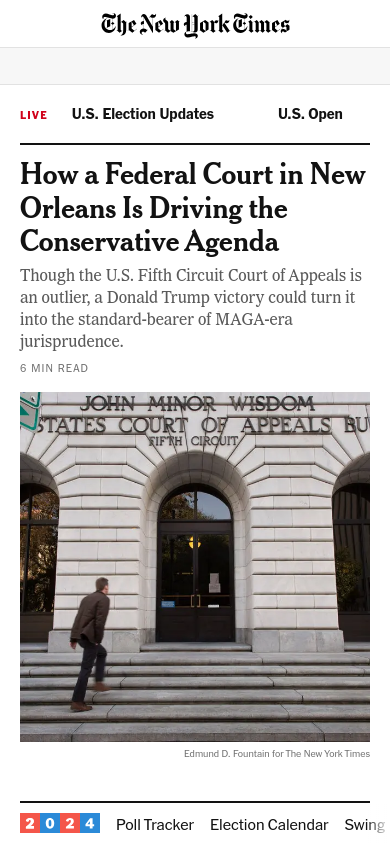 The New York Times
LIVE U.S. Election Updates U.S. Open
How a Federal Court in New
Orleans Is Driving the
Conservative Agenda
Though the U.S. Fifth Circuit Court of Appeals is
an outlier, a Donald Trump victory could turn it
into the standard-bearer of MAGA-era
jurisprudence.
6 MIN READ
JOHN MINOR WISDOM
STATES COURT OF APPEALS BU
FIFTH CIRCUIT
Edmund D. Fountain for The New York Times
2024 Poll Tracker Election Calendar Swing